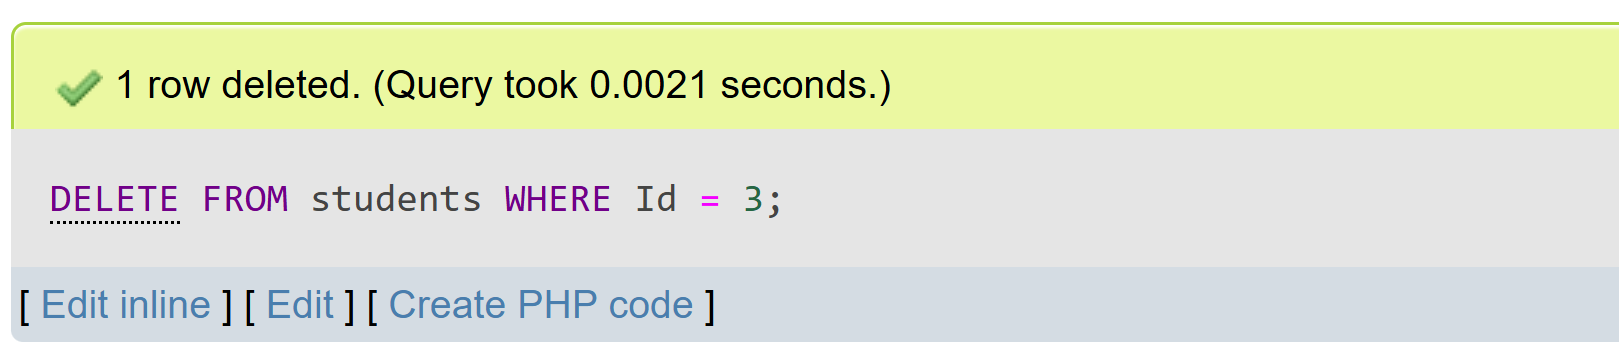 1 row deleted. (Query took 0.0021 seconds.)
DELETE FROM students WHERE Id = 3;
[ Edit inline ] [ Edit ] [ Create PHP code ]